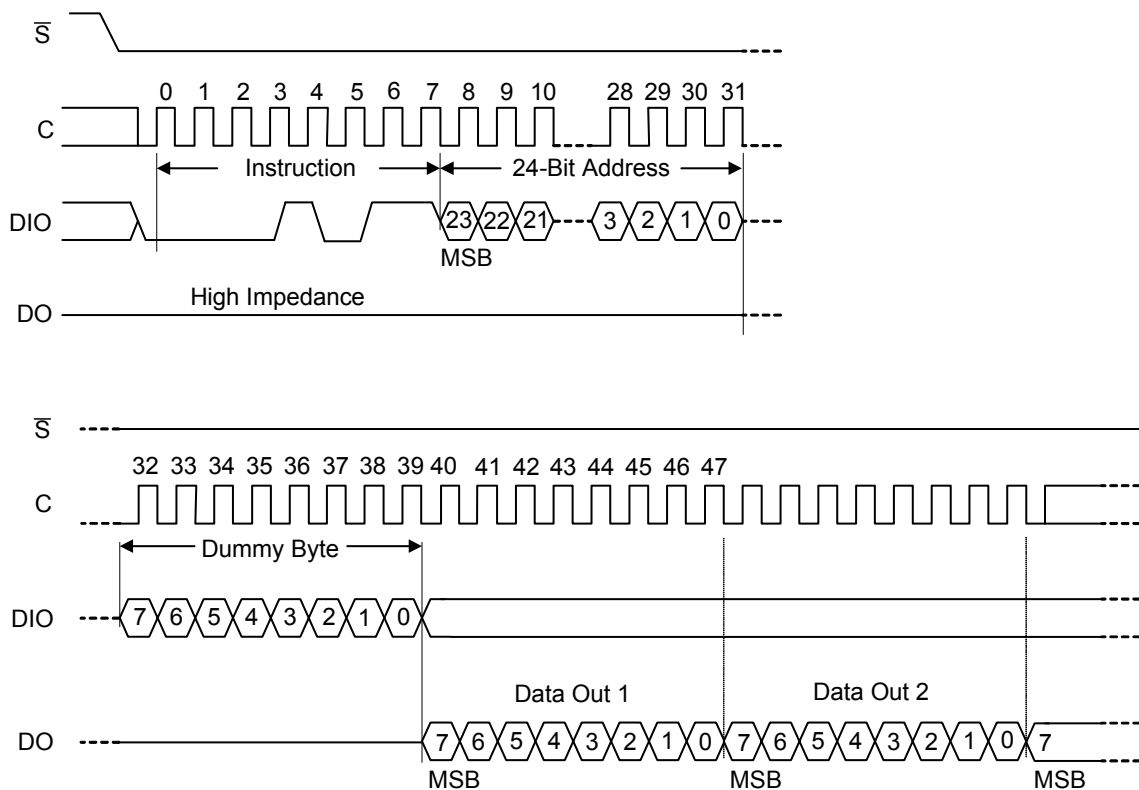 S̅
0 1 2 3 4 5 6 7 8 9 10 28 29 30 31
C
Instruction 24-Bit Address
DIO 23 22 21 3 2 1 0
MSB
High Impedance
DO
S̅
32 33 34 35 36 37 38 39 40 41 42 43 44 45 46 47
C
Dummy Byte
DIO 7 6 5 4 3 2 1 0
Data Out 1 Data Out 2
DO 7 6 5 4 3 2 1 0 7 6 5 4 3 2 1 0 7
MSB MSB MSB